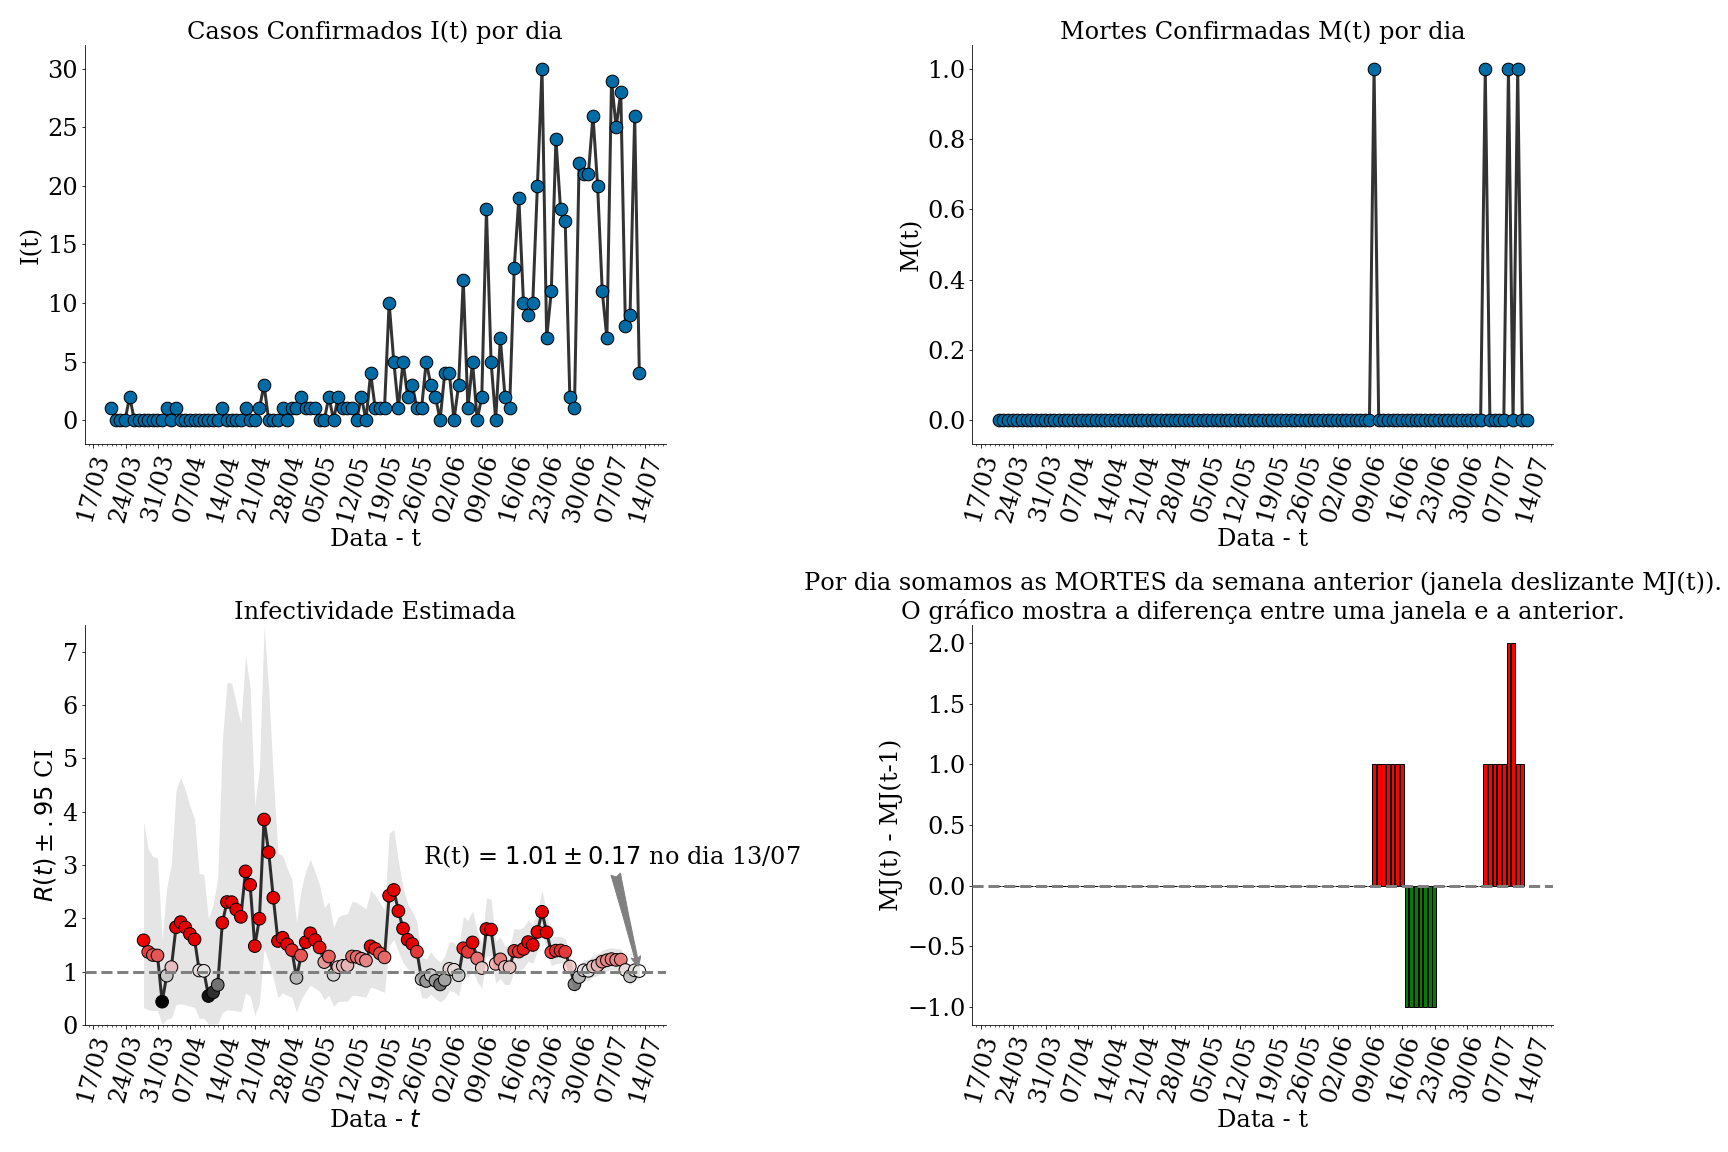 Casos Confirmados I(t) por dia
I(t)
30
25
20
15
10
5
0
17/03 24/03 31/03 07/04 14/04 21/04 28/04 05/05 12/05 19/05 26/05 02/06 09/06 16/06 23/06 30/06 07/07 14/07
Data - t
Mortes Confirmadas M(t) por dia
M(t)
1.0
0.8
0.6
0.4
0.2
0.0
17/03 24/03 31/03 07/04 14/04 21/04 28/04 05/05 12/05 19/05 26/05 02/06 09/06 16/06 23/06 30/06 07/07 14/07
Data - t
Infectividade Estimada
R(t) ± .95 CI
7
6
5
4
3
2
1
0
R(t) = 1.01 ± 0.17 no dia 13/07
17/03 24/03 31/03 07/04 14/04 21/04 28/04 05/05 12/05 19/05 26/05 02/06 09/06 16/06 23/06 30/06 07/07 14/07
Data - t
Por dia somamos as MORTES da semana anterior (janela deslizante MJ(t)).
O gráfico mostra a diferença entre uma janela e a anterior.
MJ(t) - MJ(t-1)
2.0
1.5
1.0
0.5
0.0
−0.5
−1.0
17/03 24/03 31/03 07/04 14/04 21/04 28/04 05/05 12/05 19/05 26/05 02/06 09/06 16/06 23/06 30/06 07/07 14/07
Data - t